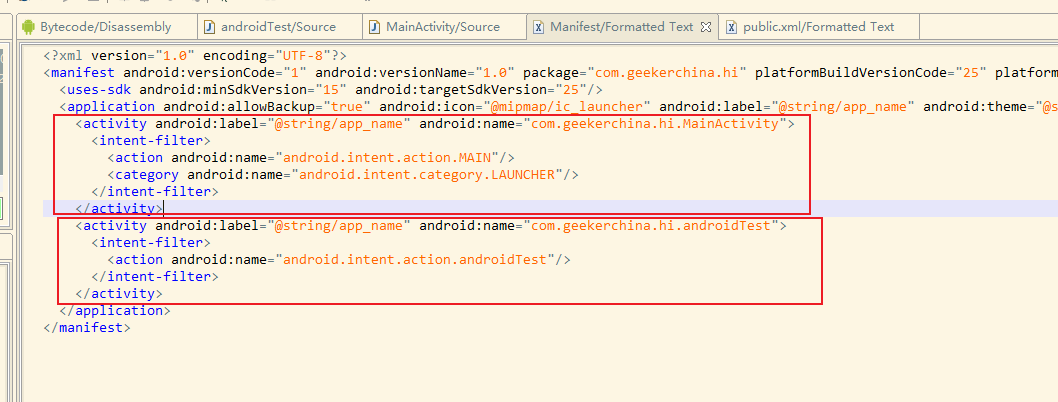 Bytecode/Disassembly androidTest/Source MainActivity/Source Manifest/Formatted Text public.xml/Formatted Text
<?xml version="1.0" encoding="UTF-8"?>
<manifest android:versionCode="1" android:versionName="1.0" package="com.geekerchina.hi" platformBuildVersionCode="25" platform
<uses-sdk android:minSdkVersion="15" android:targetSdkVersion="25"/>
<application android:allowBackup="true" android:icon="@mipmap/ic_launcher" android:label="@string/app_name" android:theme="@s
<activity android:label="@string/app_name" android:name="com.geekerchina.hi.MainActivity">
<intent-filter>
<action android:name="android.intent.action.MAIN"/>
<category android:name="android.intent.category.LAUNCHER"/>
</intent-filter>
</activity>
<activity android:label="@string/app_name" android:name="com.geekerchina.hi.androidTest">
<intent-filter>
<action android:name="android.intent.action.androidTest"/>
</intent-filter>
</activity>
</application>
</manifest>